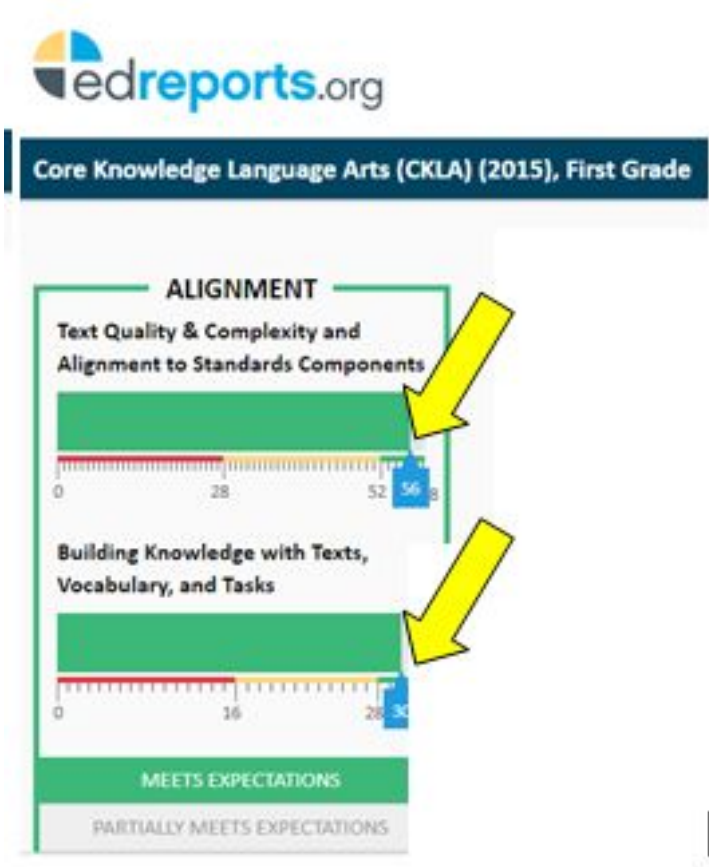 edreports.org
Core Knowledge Language Arts (CKLA) (2015), First Grade
ALIGNMENT
Text Quality & Complexity and
Alignment to Standards Components
0 28 52 56 8
Building Knowledge with Texts,
Vocabulary, and Tasks
0 16 28 30
MEETS EXPECTATIONS
PARTIALLY MEETS EXPECTATIONS